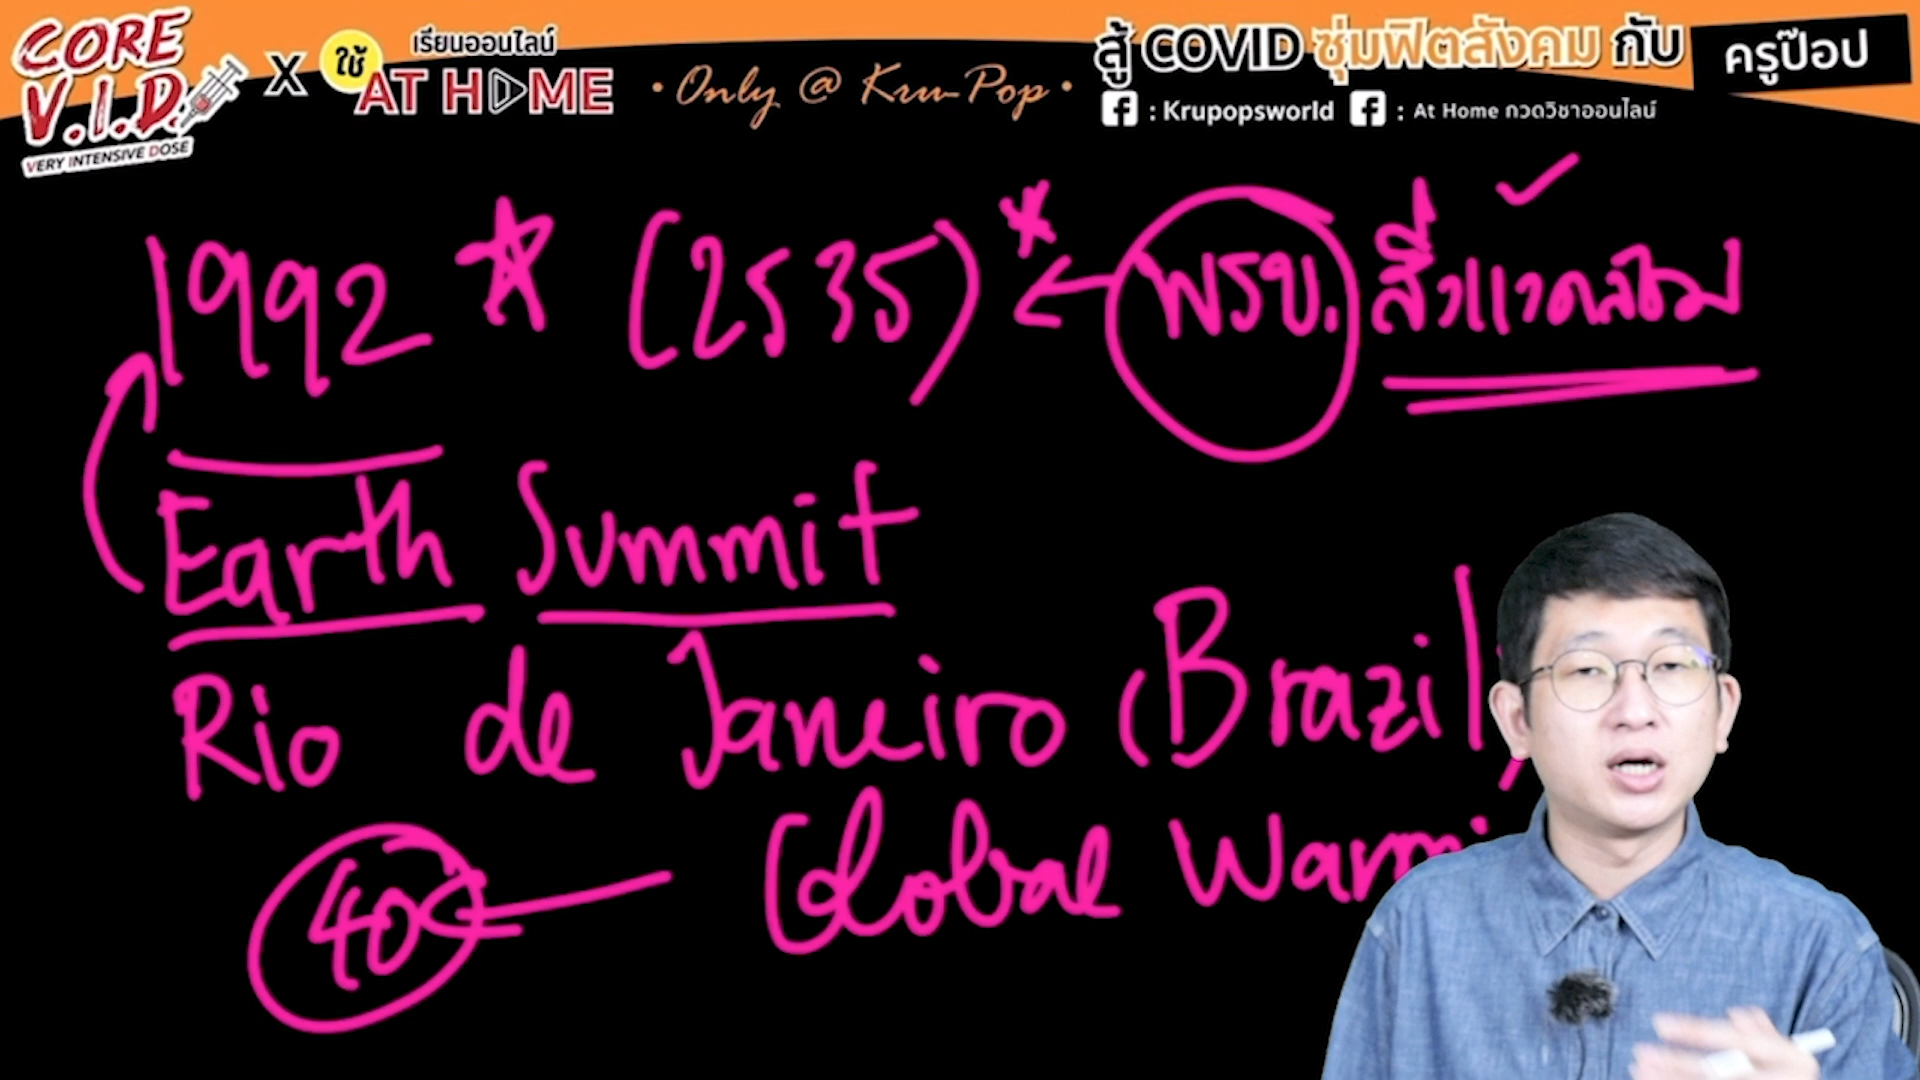 CORE
V.I.D.
VERY INTENSIVE DOSE
X
ใช้
เรียนออนไลน์
AT HOME
• Only @ Kru-Pop •
สู้ COVID ซุ่มฟิตสังคม กับ ครูป๊อป
: Krupopsworld : At Home กวดวิชาออนไลน์
1992 (2535) ← พรบ. สิ่งแวดล้อม
Earth Summit
Rio de Janeiro (Brazil)
40 ← Global Warmi